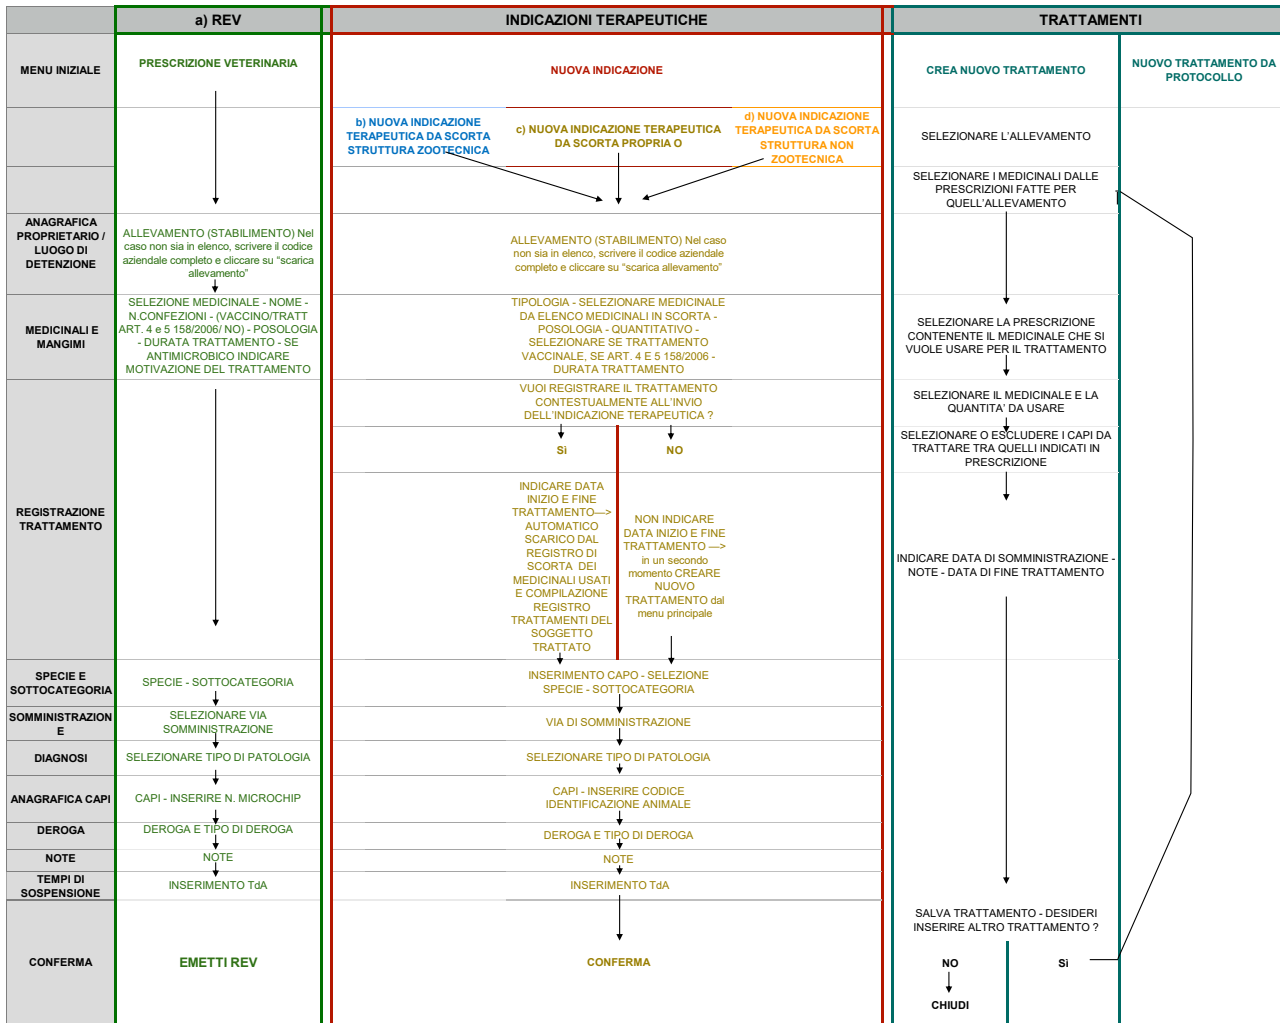 a) REV
INDICAZIONI TERAPEUTICHE
TRATTAMENTI
MENU INIZIALE
PRESCRIZIONE VETERINARIA
NUOVA INDICAZIONE
CREA NUOVO TRATTAMENTO
NUOVO TRATTAMENTO DA
PROTOCOLLO
b) NUOVA INDICAZIONE
TERAPEUTICA DA SCORTA
STRUTTURA ZOOTECNICA
c) NUOVA INDICAZIONE TERAPEUTICA
DA SCORTA PROPRIA O
d) NUOVA INDICAZIONE
TERAPEUTICA DA SCORTA
STRUTTURA NON
ZOOTECNICA
SELEZIONARE L'ALLEVAMENTO
SELEZIONARE I MEDICINALI DALLE
PRESCRIZIONI FATTE PER
QUELL'ALLEVAMENTO
ANAGRAFICA
PROPRIETARIO /
LUOGO DI
DETENZIONE
ALLEVAMENTO (STABILIMENTO) Nel
caso non sia in elenco, scrivere il codice
aziendale completo e cliccare su “scarica
allevamento”
ALLEVAMENTO (STABILIMENTO) Nel caso
non sia in elenco, scrivere il codice aziendale
completo e cliccare su “scarica allevamento”
MEDICINALI E
MANGIMI
SELEZIONE MEDICINALE - NOME -
N.CONFEZIONI - (VACCINO/TRATT
ART. 4 e 5 158/2006/ NO) - POSOLOGIA
- DURATA TRATTAMENTO - SE
ANTIMICROBICO INDICARE
MOTIVAZIONE DEL TRATTAMENTO
TIPOLOGIA - SELEZIONARE MEDICINALE
DA ELENCO MEDICINALI IN SCORTA -
POSOLOGIA - QUANTITATIVO -
SELEZIONARE SE TRATTAMENTO
VACCINALE, SE ART. 4 E 5 158/2006 -
DURATA TRATTAMENTO
SELEZIONARE LA PRESCRIZIONE
CONTENENTE IL MEDICINALE CHE SI
VUOLE USARE PER IL TRATTAMENTO
REGISTRAZIONE
TRATTAMENTO
VUOI REGISTRARE IL TRATTAMENTO
CONTESTUALMENTE ALL'INVIO
DELL'INDICAZIONE TERAPEUTICA ?
SELEZIONARE IL MEDICINALE E LA
QUANTITA' DA USARE
Sì
NO
SELEZIONARE O ESCLUDERE I CAPI DA
TRATTARE TRA QUELLI INDICATI IN
PRESCRIZIONE
INDICARE DATA
INIZIO E FINE
TRATTAMENTO—>
AUTOMATICO
SCARICO DAL
REGISTRO DI
SCORTA DEI
MEDICINALI USATI
E COMPILAZIONE
REGISTRO
TRATTAMENTI DEL
SOGGETTO
TRATTATO
NON INDICARE
DATA INIZIO E FINE
TRATTAMENTO —>
in un secondo
momento CREARE
NUOVO
TRATTAMENTO dal
menu principale
INDICARE DATA DI SOMMINISTRAZIONE -
NOTE - DATA DI FINE TRATTAMENTO
SPECIE E
SOTTOCATEGORIA
SPECIE - SOTTOCATEGORIA
INSERIMENTO CAPO - SELEZIONE
SPECIE - SOTTOCATEGORIA
SOMMINISTRAZION
E
SELEZIONARE VIA
SOMMINISTRAZIONE
VIA DI SOMMINISTRAZIONE
DIAGNOSI
SELEZIONARE TIPO DI PATOLOGIA
SELEZIONARE TIPO DI PATOLOGIA
ANAGRAFICA CAPI
CAPI - INSERIRE N. MICROCHIP
CAPI - INSERIRE CODICE
IDENTIFICAZIONE ANIMALE
DEROGA
DEROGA E TIPO DI DEROGA
DEROGA E TIPO DI DEROGA
NOTE
NOTE
NOTE
TEMPI DI
SOSPENSIONE
INSERIMENTO TdA
INSERIMENTO TdA
CONFERMA
EMETTI REV
CONFERMA
SALVA TRATTAMENTO - DESIDERI
INSERIRE ALTRO TRATTAMENTO ?
NO
Sì
CHIUDI